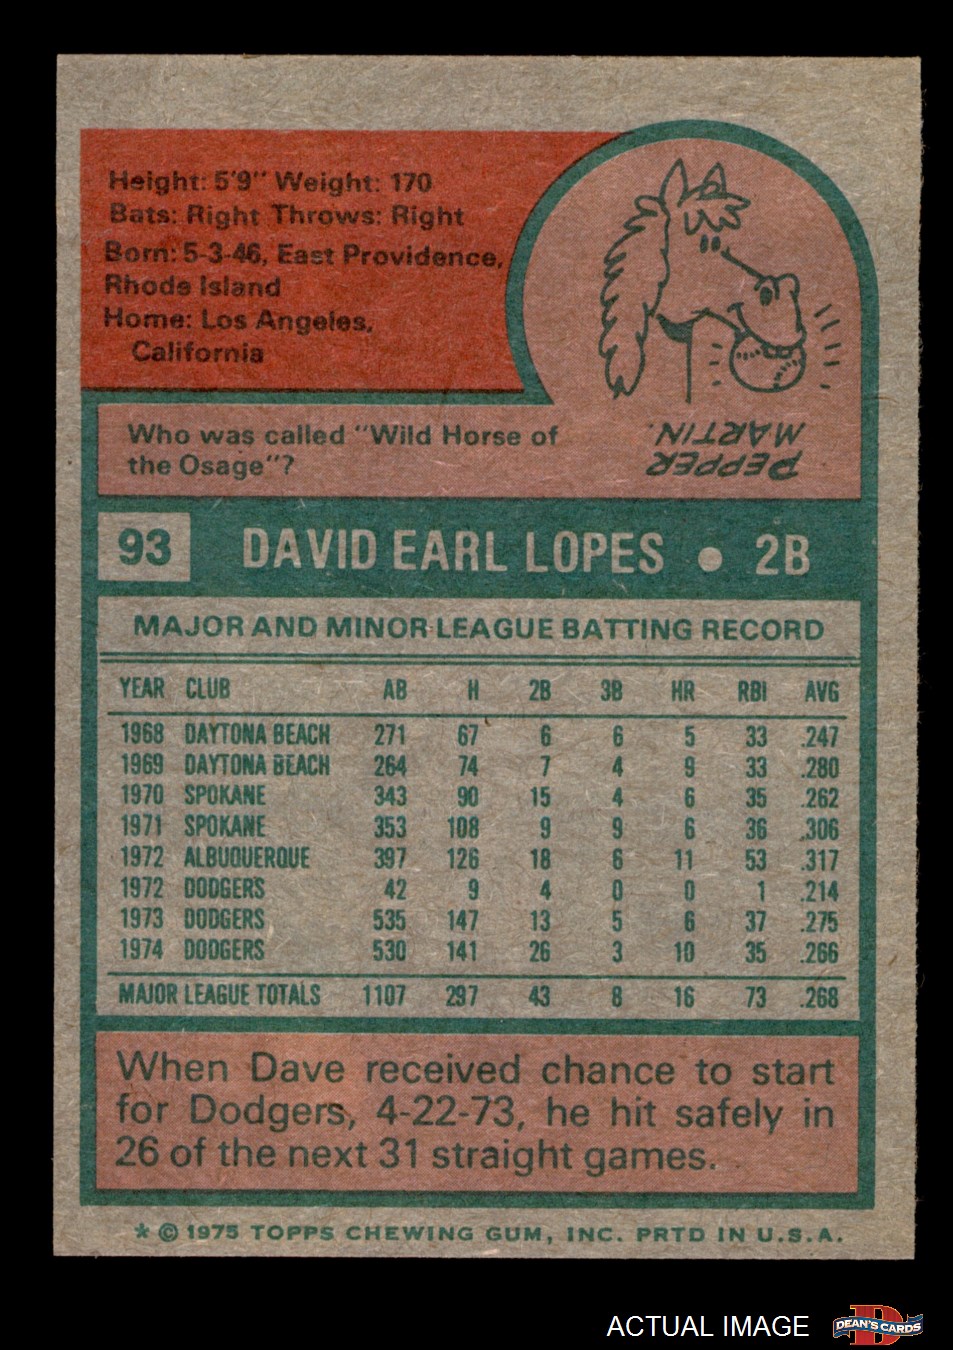 Height: 5'9" Weight: 170
Bats: Right Throws: Right
Born: 5-3-46, East Providence,
Rhode Island
Home: Los Angeles,
California
Who was called "Wild Horse of
the Osage"?
PEPPER
MARTIN.
93 DAVID EARL LOPES • 2B
MAJOR AND MINOR LEAGUE BATTING RECORD
YEAR CLUB AB H 2B 3B HR RBI AVG
1968 DAYTONA BEACH 271 67 6 6 5 33 .247
1969 DAYTONA BEACH 264 74 7 4 9 33 .280
1970 SPOKANE 343 90 15 4 6 35 .262
1971 SPOKANE 353 108 9 9 6 36 .306
1972 ALBUQUERQUE 397 126 18 6 11 53 .317
1972 DODGERS 42 9 4 0 0 1 .214
1973 DODGERS 535 147 13 5 6 37 .275
1974 DODGERS 530 141 26 3 10 35 .266
MAJOR LEAGUE TOTALS 1107 297 43 8 16 73 .268
When Dave received chance to start
for Dodgers, 4-22-73, he hit safely in
26 of the next 31 straight games.
* © 1975 TOPPS CHEWING GUM, INC. PRTD IN U.S.A.
ACTUAL IMAGE
D
DEAN'S CARDS